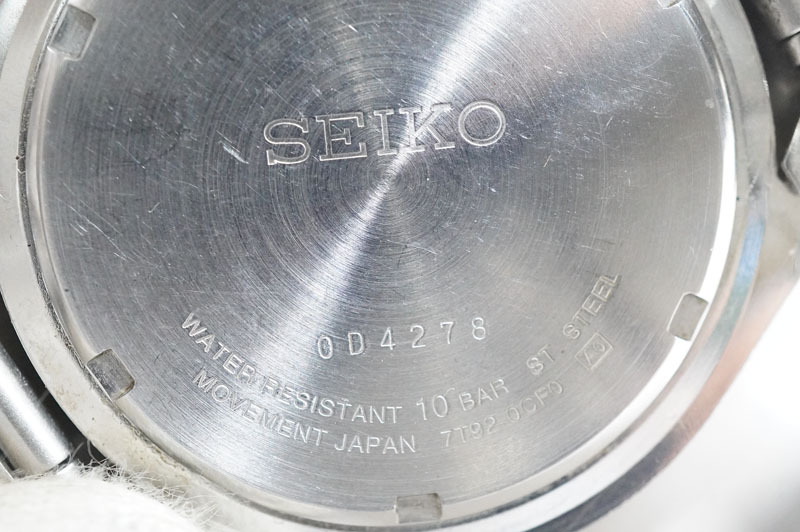 SEIKO
0D4278
WATER RESISTANT 10 BAR ST. STEEL
MOVEMENT JAPAN 7T92-0CF0